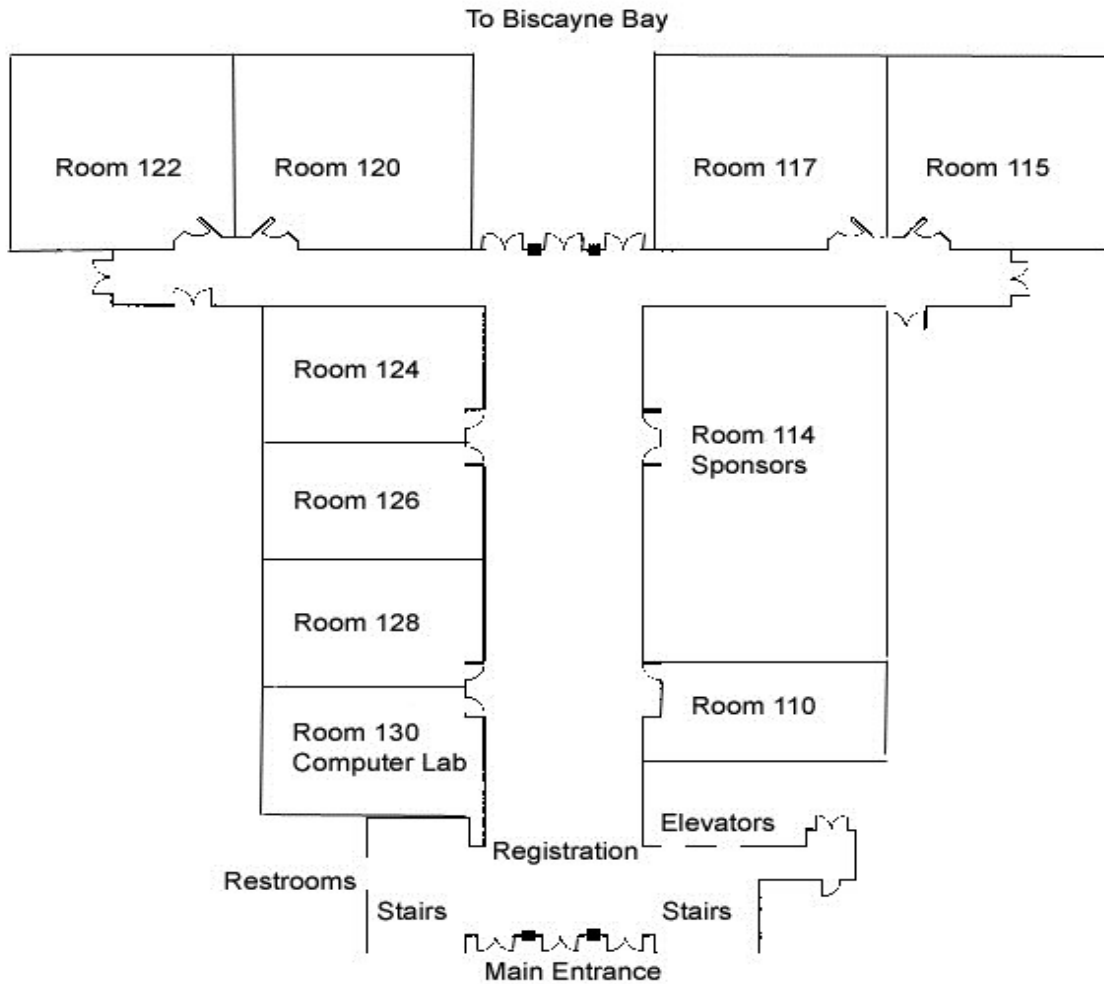 To Biscayne Bay
Room 122
Room 120
Room 117
Room 115
Room 124
Room 114
Sponsors
Room 126
Room 128
Room 110
Room 130
Computer Lab
Elevators
Registration
Restrooms
Stairs
Stairs
Main Entrance